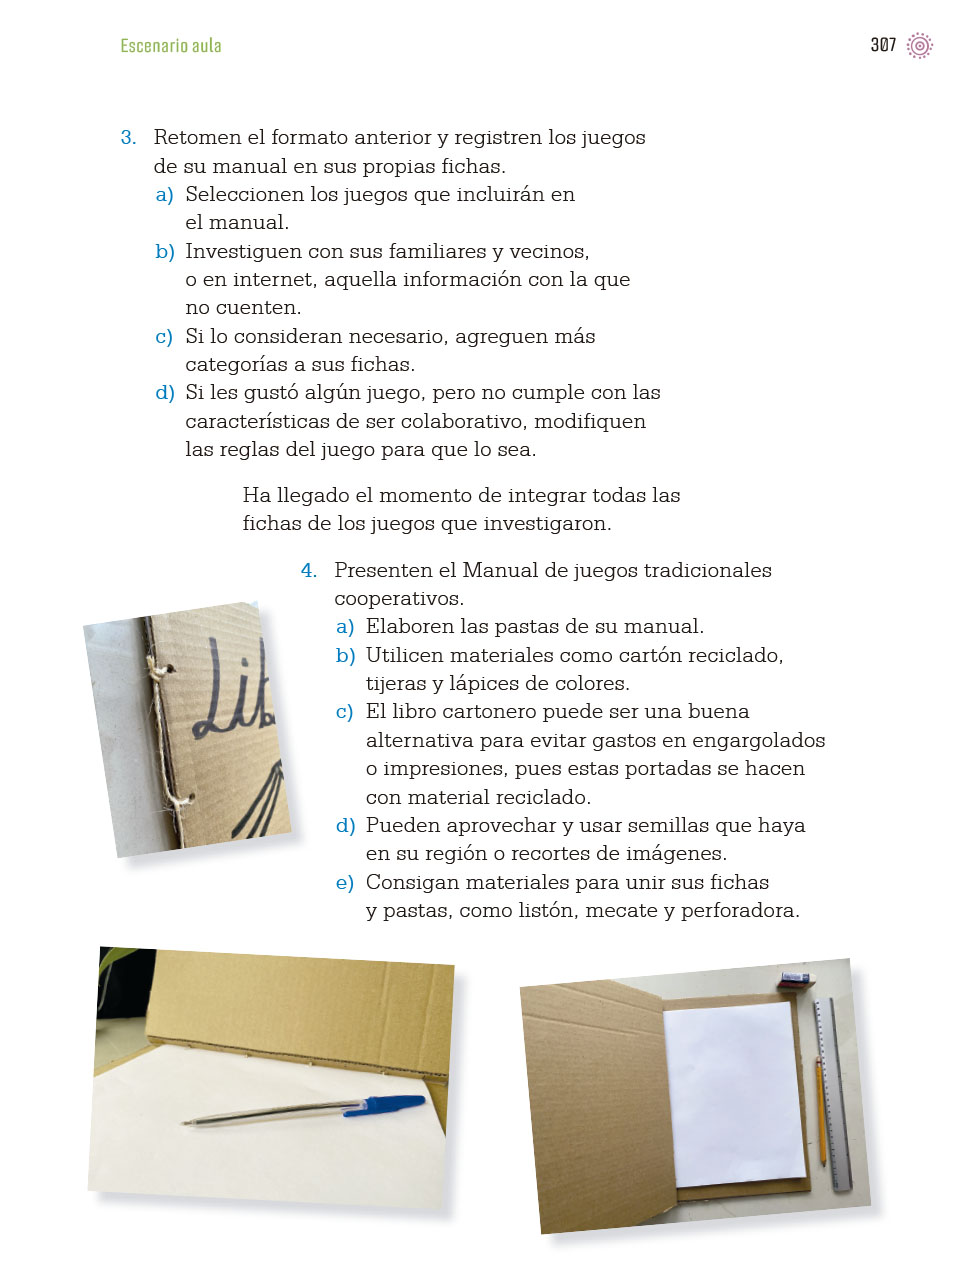 Escenario aula
307
3. Retomen el formato anterior y registren los juegos
de su manual en sus propias fichas.
a) Seleccionen los juegos que incluirán en
el manual.
b) Investiguen con sus familiares y vecinos,
o en internet, aquella información con la que
no cuenten.
c) Si lo consideran necesario, agreguen más
categorías a sus fichas.
d) Si les gustó algún juego, pero no cumple con las
características de ser colaborativo, modifiquen
las reglas del juego para que lo sea.
Ha llegado el momento de integrar todas las
fichas de los juegos que investigaron.
4. Presenten el Manual de juegos tradicionales
cooperativos.
a) Elaboren las pastas de su manual.
b) Utilicen materiales como cartón reciclado,
tijeras y lápices de colores.
c) El libro cartonero puede ser una buena
alternativa para evitar gastos en engargolados
o impresiones, pues estas portadas se hacen
con material reciclado.
d) Pueden aprovechar y usar semillas que haya
en su región o recortes de imágenes.
e) Consigan materiales para unir sus fichas
y pastas, como listón, mecate y perforadora.
Lib